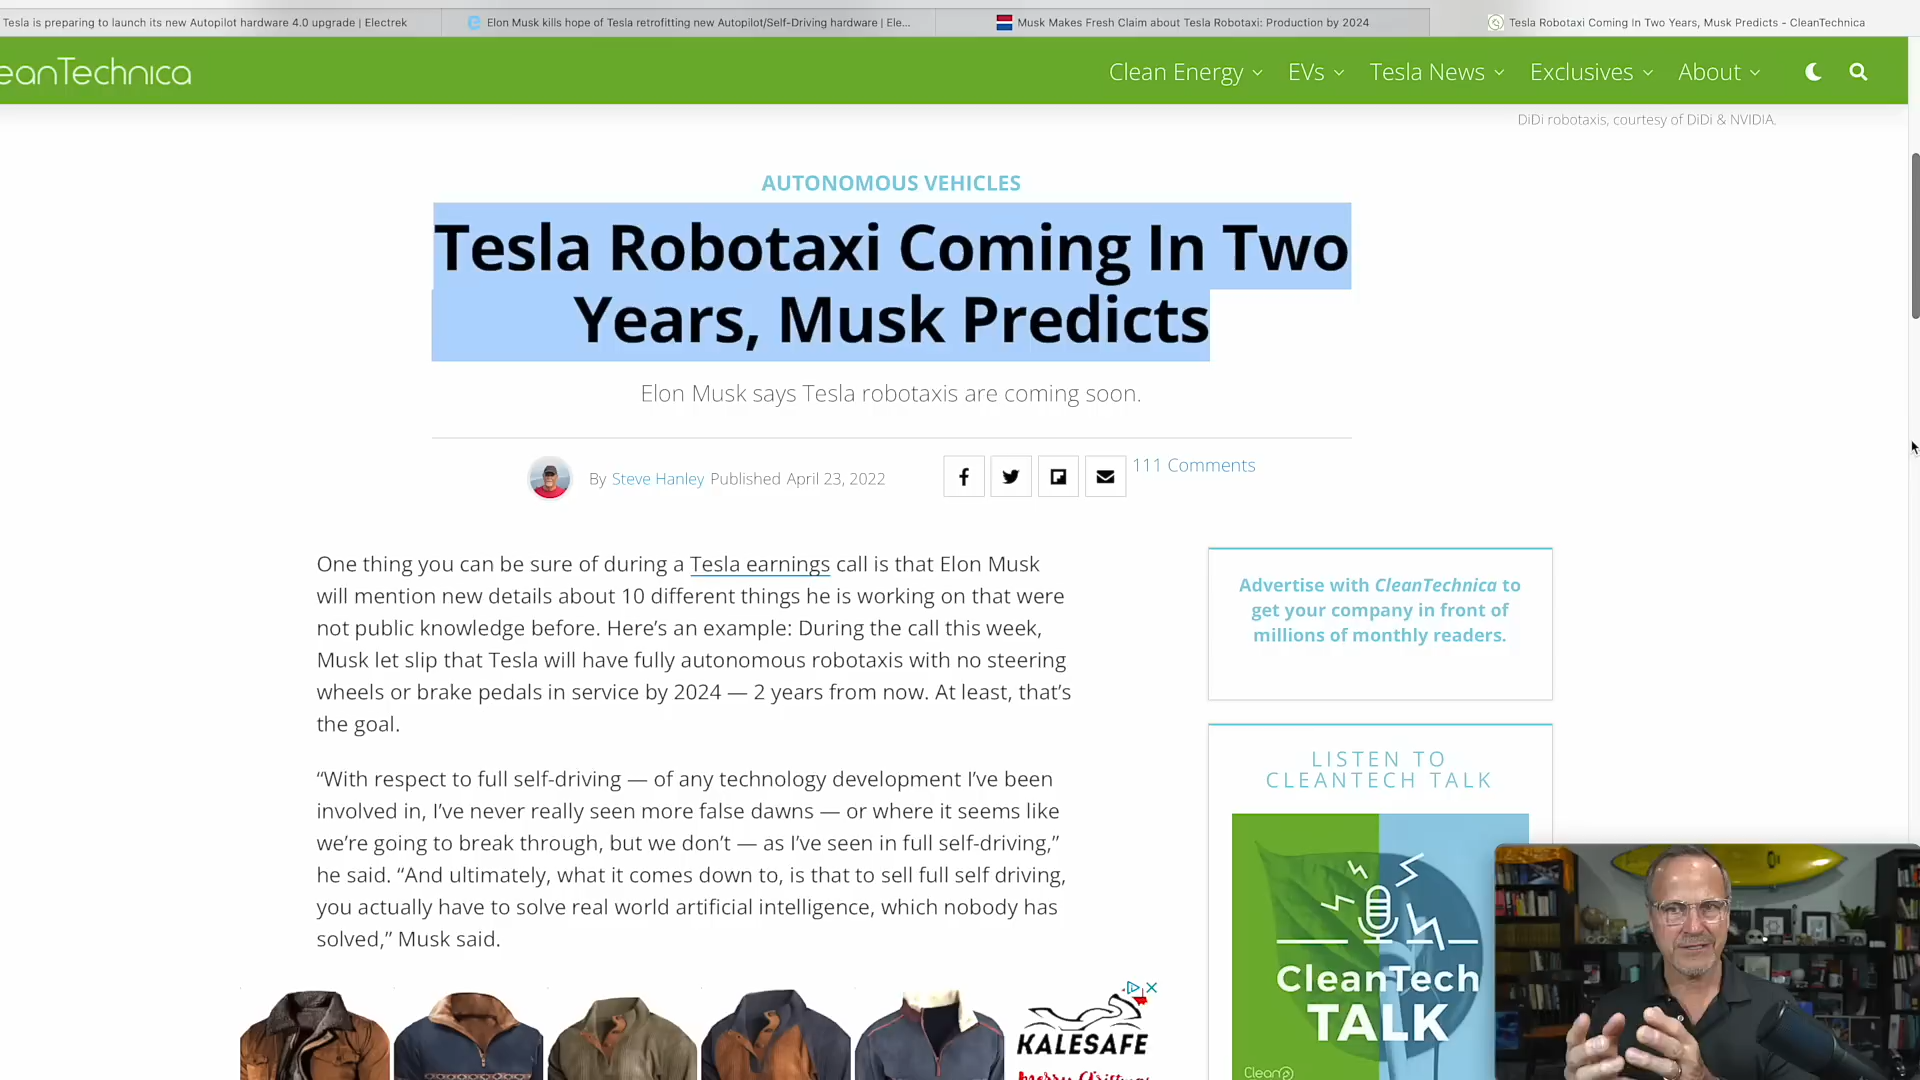 Tesla is preparing to launch its new Autopilot hardware 4.0 upgrade | Electrek
Elon Musk kills hope of Tesla retrofitting new Autopilot/Self-Driving hardware | Ele...
Musk Makes Fresh Claim about Tesla Robotaxi: Production by 2024
Tesla Robotaxi Coming In Two Years, Musk Predicts - CleanTechnica
eanTechnica
Clean Energy
EVs
Tesla News
Exclusives
About
DiDi robotaxis, courtesy of DiDi & NVIDIA.
AUTONOMOUS VEHICLES
Tesla Robotaxi Coming In Two
Years, Musk Predicts
Elon Musk says Tesla robotaxis are coming soon.
By Steve Hanley Published April 23, 2022
111 Comments
One thing you can be sure of during a Tesla earnings call is that Elon Musk
will mention new details about 10 different things he is working on that were
not public knowledge before. Here’s an example: During the call this week,
Musk let slip that Tesla will have fully autonomous robotaxis with no steering
wheels or brake pedals in service by 2024 — 2 years from now. At least, that’s
the goal.
“With respect to full self-driving — of any technology development I’ve been
involved in, I’ve never really seen more false dawns — or where it seems like
we’re going to break through, but we don’t — as I’ve seen in full self-driving,”
he said. “And ultimately, what it comes down to, is that to sell full self driving,
you actually have to solve real world artificial intelligence, which nobody has
solved,” Musk said.
Advertise with CleanTechnica to
get your company in front of
millions of monthly readers.
LISTEN TO
CLEANTECH TALK
CleanTech
TALK
KALESAFE